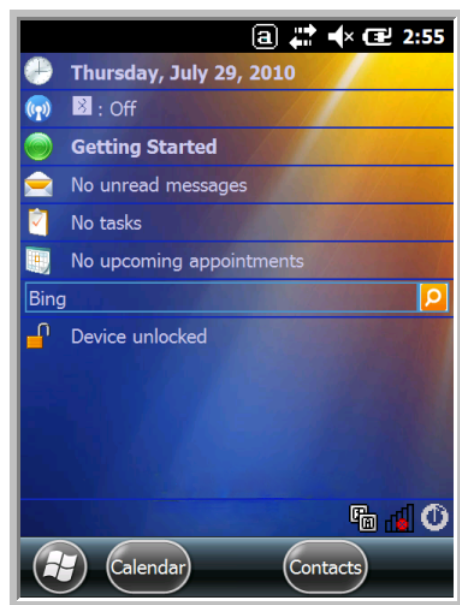 a 2:55
Thursday, July 29, 2010
: Off
Getting Started
No unread messages
No tasks
No upcoming appointments
Bing
Device unlocked
Calendar Contacts